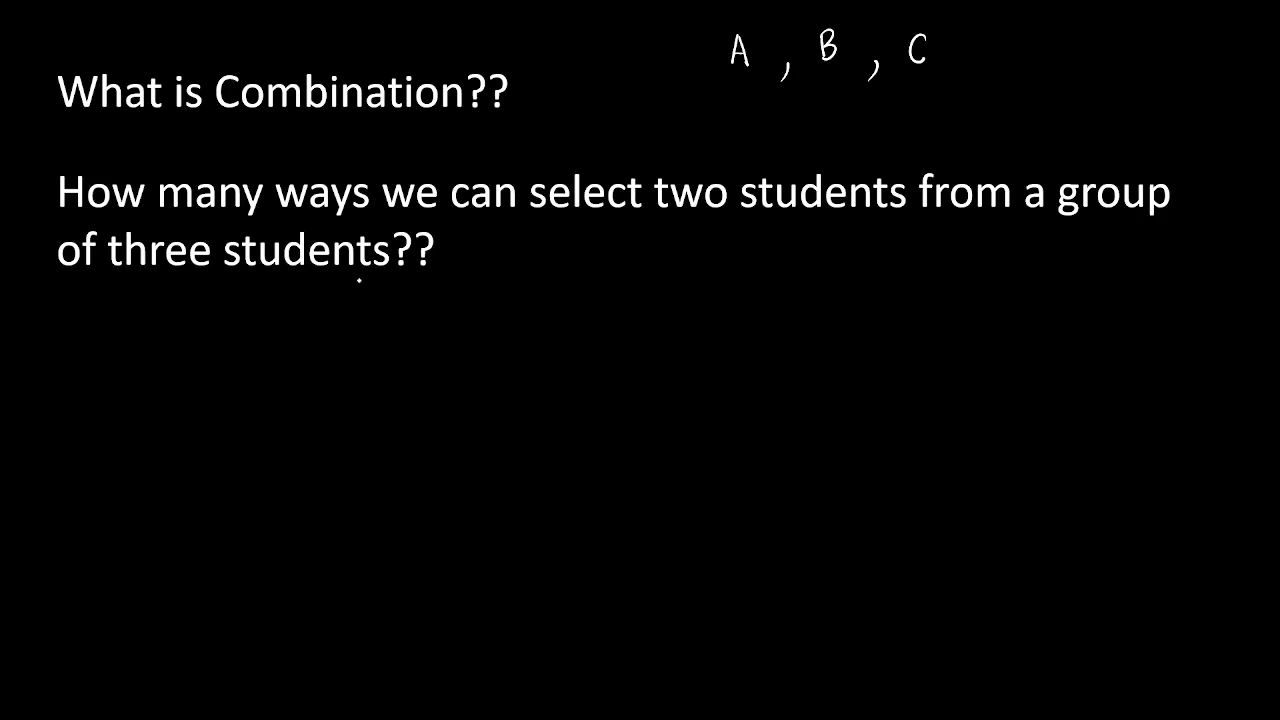 A , B , C
What is Combination??
How many ways we can select two students from a group
of three students??